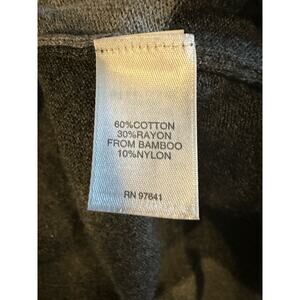 60%COTTON
30%RAYON
FROM BAMBOO
10%NYLON
RN 97641